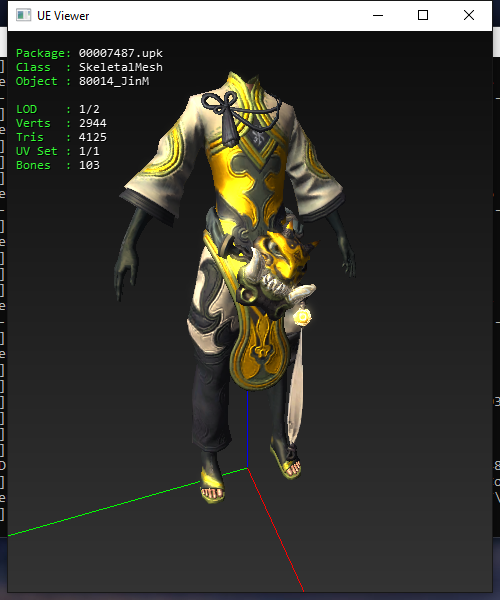 UE Viewer
Package: 00007487.upk
Class : SkeletalMesh
Object : 80014_JinM
LOD : 1/2
Verts : 2944
Tris : 4125
UV Set : 1/1
Bones : 103